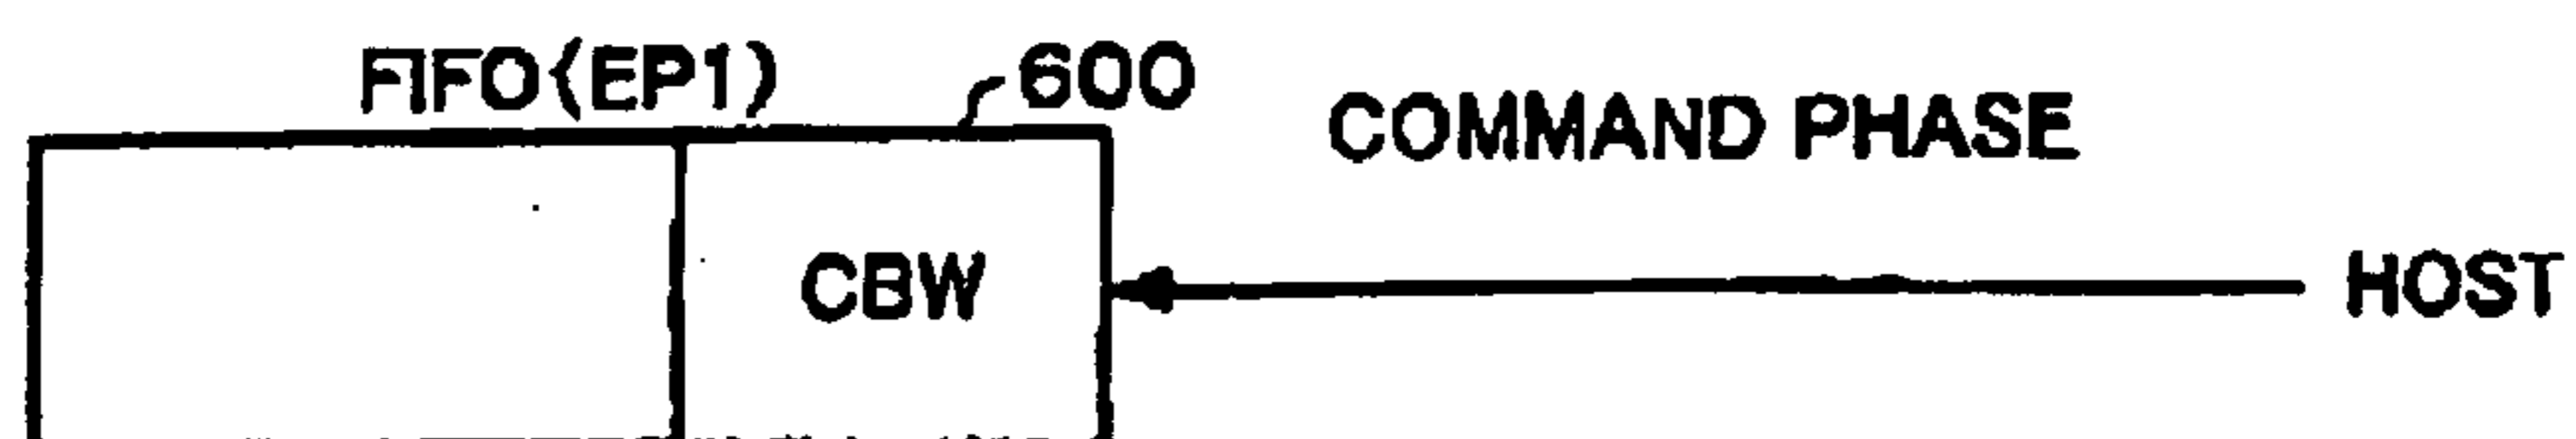 FIFO(EP1) 600
COMMAND PHASE
CBW
HOST